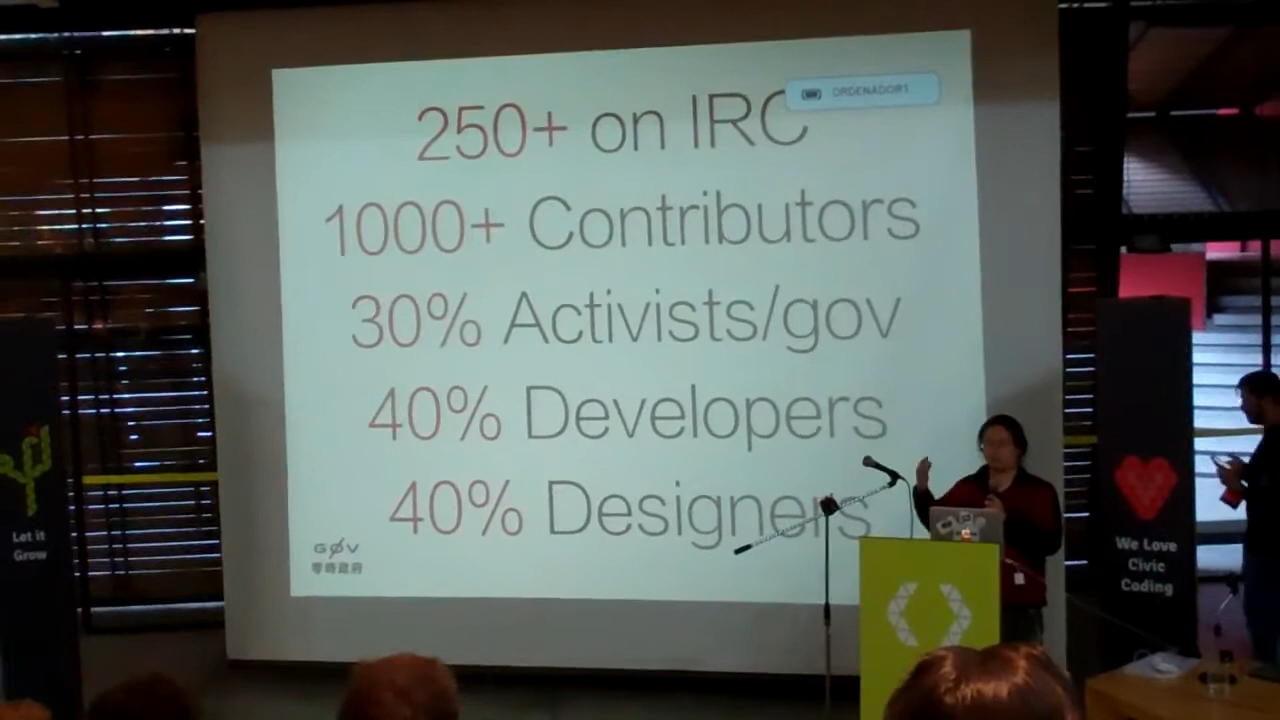 250+ on IRC
ORDENADOR1
1000+ Contributors
30% Activists/gov
40% Developers
40% Designers
GØV
零時政府
Let it
Grow
We Love
Civic
Coding